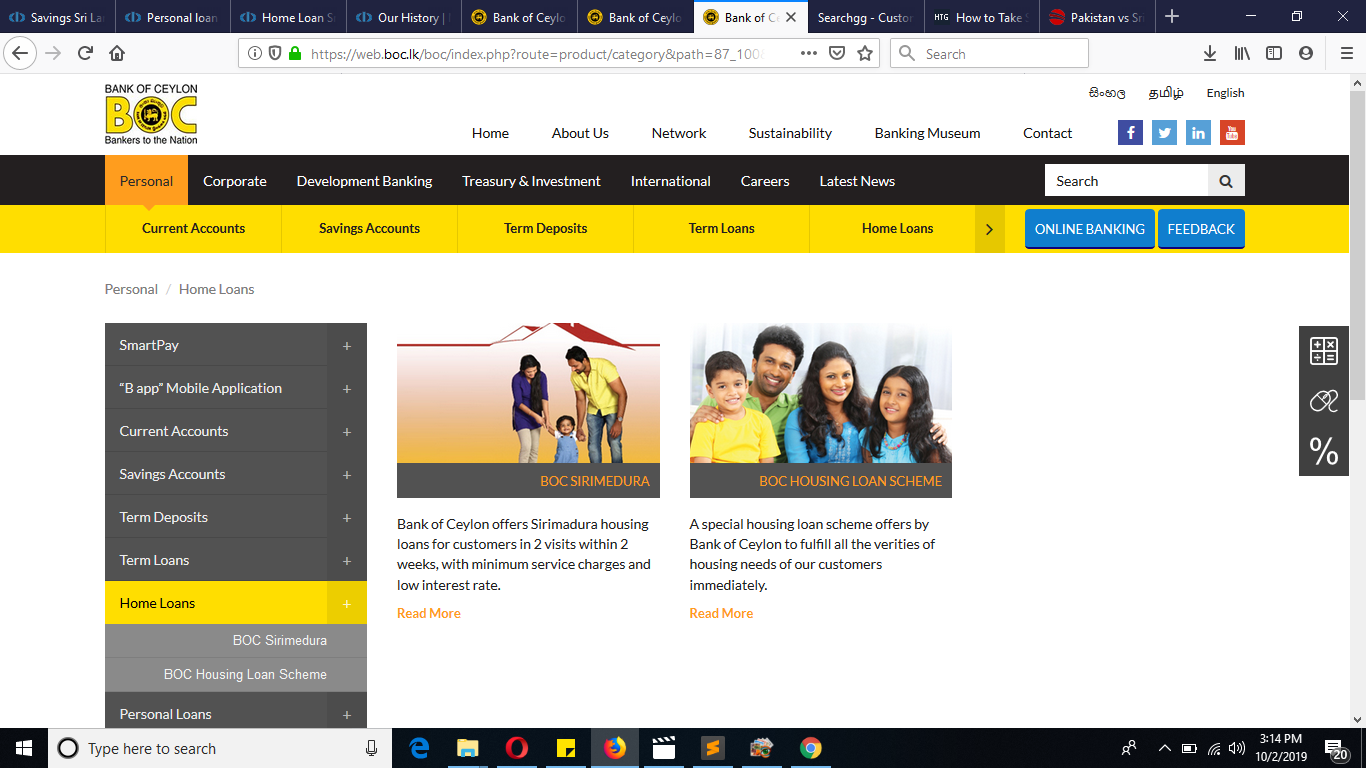 Savings Sri Lan
Personal loan
Home Loan S
Our History |
Bank of Ceylo
Bank of Ceylo
Bank of C
Searchgg - Custor
HTG How to Take S
Pakistan vs Sr
https://web.boc.lk/boc/index.php?route=product/category&path=87_100
Search
BANK OF CEYLON
BOC
Bankers to the Nation
සිංහල தமிழ் English
Home About Us Network Sustainability Banking Museum Contact
You Tube
Personal Corporate Development Banking Treasury & Investment International Careers Latest News Search
Current Accounts Savings Accounts Term Deposits Term Loans Home Loans ONLINE BANKING FEEDBACK
Personal / Home Loans
SmartPay +
“B app” Mobile Application +
Current Accounts +
Savings Accounts +
Term Deposits +
Term Loans +
Home Loans +
BOC Sirimedura
BOC Housing Loan Scheme
Personal Loans +
BOC SIRIMEDURA
Bank of Ceylon offers Sirimadura housing
loans for customers in 2 visits within 2
weeks, with minimum service charges and
low interest rate.
Read More
BOC HOUSING LOAN SCHEME
A special housing loan scheme offers by
Bank of Ceylon to fulfill all the verities of
housing needs of our customers
immediately.
Read More
%
Type here to search
3:14 PM
10/2/2019
20